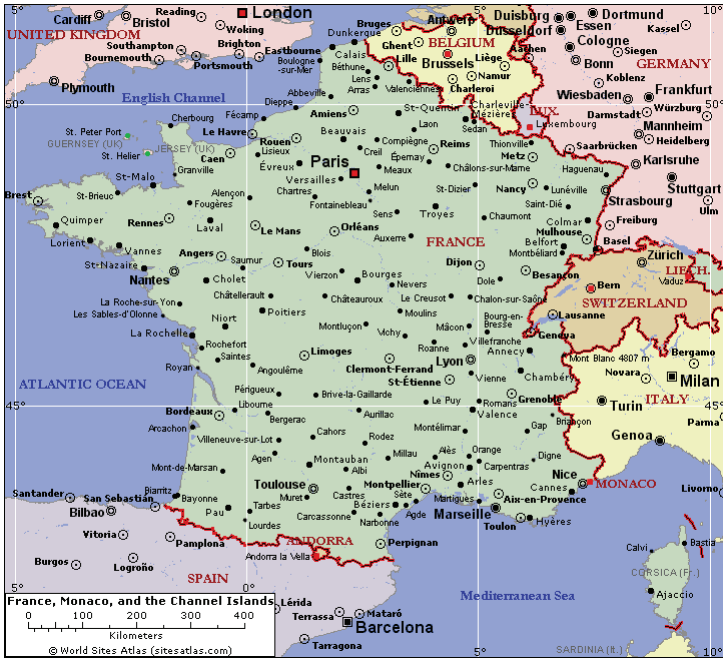 Cardiff
Bristol
Reading
London
Woking
UNITED KINGDOM
Southampton
Bournemouth
Portsmouth
Brighton
Eastbourne
Plymouth
English Channel
Dunkerque
Calais
Boulogne
-sur-Mer
Béthune
Lille
Lens
Arras
Valenciennes
Bruges
Ghent
Antwerp
BELGIUM
Brussels
Liège
Namur
Charleroi
Duisburg
Düsseldorf
Dortmund
Essen
Cologne
Aachen
Bonn
Siegen
Kassel
GERMANY
Koblenz
Wiesbaden
Frankfurt
Darmstadt
Würzburg
Mannheim
Heidelberg
Saarbrücken
Karlsruhe
Stuttgart
Ulm
Freiburg
5°
0°
5°
10°
50°
50°
LUX.
Luxembourg
St. Peter Port
GUERNSEY (UK)
St. Helier
JERSEY (UK)
Cherbourg
Abbeville
Dieppe
Fécamp
Le Havre
Rouen
Amiens
St-Quentin
Charleville-
Mézières
Sedan
Laon
Beauvais
Compiègne
Creil
Reims
Épernay
Thionville
Metz
Caen
Lisieux
Évreux
Paris
Versailles
Meaux
Châlons-sur-Marne
Haguenau
Granville
St-Malo
Brest
St-Brieuc
Alençon
Chartres
Melun
Fontainebleau
St-Dizier
Nancy
Lunéville
Strasbourg
Fougères
Sens
Troyes
Saint-Dié
Chaumont
Colmar
Quimper
Rennes
Laval
Le Mans
Orléans
Auxerre
FRANCE
Mulhouse
Belfort
Montbéliard
Basel
Lorient
Vannes
St-Nazaire
Nantes
Angers
Saumur
Tours
Blois
Vierzon
Bourges
Dijon
Dole
Besançon
Zürich
LIECH.
Vaduz
Bern
SWITZERLAND
Lausanne
Geneva
Cholet
Châtellerault
Châteauroux
Nevers
Le Creusot
Chalon-sur-Saône
La Roche-sur-Yon
Les Sables-d'Olonne
Poitiers
Moulins
Bourg-en-
Bresse
Niort
Montluçon
Vichy
Mâcon
Villefranche
Roanne
Annecy
La Rochelle
Rochefort
Saintes
Royan
Limoges
Angoulême
Clermont-Ferrand
St-Étienne
Lyon
Vienne
Chambéry
Mont Blanc 4807 m
Bergamo
Novara
Milan
ITALY
Turin
Parma
Genoa
ATLANTIC OCEAN
45°
45°
Périgueux
Libourne
Brive-la-Gaillarde
Le Puy
Romans
Valence
Grenoble
Briançon
Bordeaux
Bergerac
Aurillac
Arcachon
Villeneuve-sur-Lot
Cahors
Rodez
Montélimar
Gap
Agen
Montauban
Millau
Alès
Orange
Avignon
Carpentras
Digne
Mont-de-Marsan
Albi
Nîmes
Arles
Nice
Cannes
MONACO
Toulouse
Muret
Castres
Montpellier
Sète
Martigues
Aix-en-Provence
Biarritz
Bayonne
Pau
Tarbes
Lourdes
Carcassonne
Béziers
Agde
Narbonne
Marseille
Toulon
Hyères
Livorno
Santander
San Sebastián
Bilbao
Vitoria
Pamplona
Burgos
Logroño
SPAIN
ANDORRA
Andorra la Vella
Perpignan
Calvi
Bastia
CORSICA (Fr.)
Ajaccio
SARDINIA (It.)
Mediterranean Sea
5°
0°
5°
10°
Lérida
Terrassa
Mataró
Barcelona
Tarragona
France, Monaco, and the Channel Islands
0 100 200 300 400
Kilometers
© World Sites Atlas (sitesatlas.com)